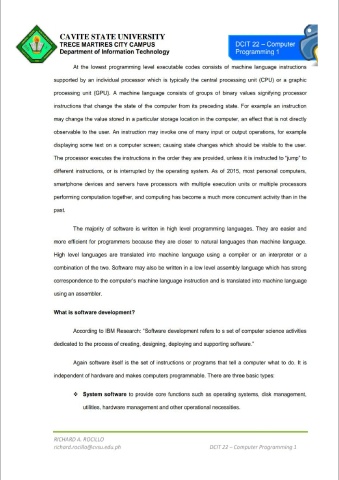 CAVITE STATE UNIVERSITY
TRECE MARTIRES CITY CAMPUS
Department of Information Technology
DCIT 22 – Computer
Programming 1
At the lowest programming level executable codes consists of machine language instructions
supported by an individual processor which is typically the central processing unit (CPU) or a graphic
processing unit (GPU). A machine language consists of groups of binary values signifying processor
instructions that change the state of the computer from its preceding state. For example an instruction
may change the value stored in a particular storage location in the computer; an effect that is not directly
observable to the user. An instruction may invoke one of many input or output operations, for example
displaying some text on a computer screen; causing state changes which should be visible to the user.
The processor executes the instructions in the order they are provided, unless it is instructed to "jump" to
different instructions, or is interrupted by the operating system. As of 2015, most personal computers,
smartphone devices and servers have processors with multiple execution units or multiple processors
performing computation together, and computing has become a much more concurrent activity than in the
past.
The majority of software is written in high level programming languages. They are easier and
more efficient for programmers because they are closer to natural languages than machine language.
High level languages are translated into machine language using a compiler or an interpreter or a
combination of the two. Software may also be written in a low level assembly language which has strong
correspondence to the computer's machine language instruction and is translated into machine language
using an assembler.
What is software development?
According to IBM Research: "Software development refers to a set of computer science activities
dedicated to the process of creating, designing, deploying and supporting software."
Again software itself is the set of instructions or programs that tell a computer what to do. It is
independent of hardware and makes computers programmable. There are three basic types:
❖ System software to provide core functions such as operating systems, disk management,
utilities, hardware management and other operational necessities.
RICHARD A. ROCILLO
richard.rocillo@cvsu.edu.ph DCIT 22 – Computer Programming 1